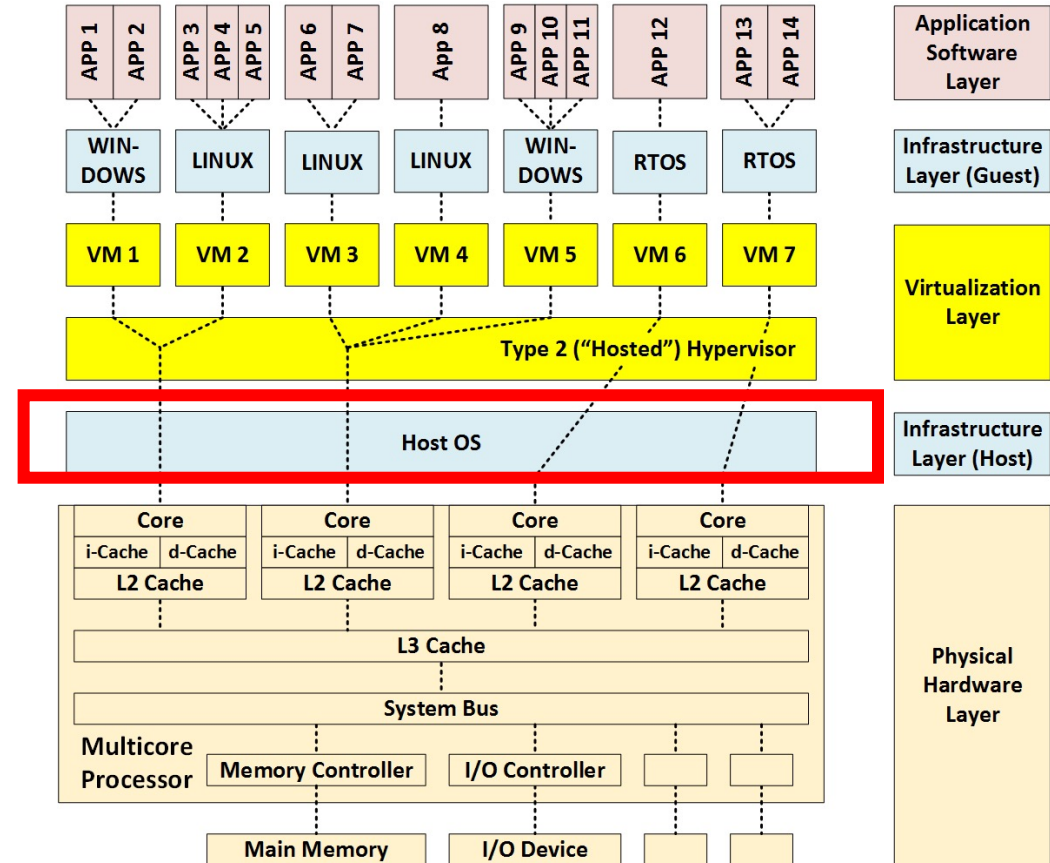 APP 1
APP 2
APP 3
APP 4
APP 5
APP 6
APP 7
App 8
APP 9
APP 10
APP 11
APP 12
APP 13
APP 14
Application
Software
Layer
WIN-
DOWS
LINUX
LINUX
LINUX
WIN-
DOWS
RTOS
RTOS
Infrastructure
Layer (Guest)
VM 1
VM 2
VM 3
VM 4
VM 5
VM 6
VM 7
Type 2 (“Hosted”) Hypervisor
Virtualization
Layer
Host OS
Infrastructure
Layer (Host)
Core
i-Cache
d-Cache
L2 Cache
Core
i-Cache
d-Cache
L2 Cache
Core
i-Cache
d-Cache
L2 Cache
Core
i-Cache
d-Cache
L2 Cache
L3 Cache
System Bus
Multicore
Processor
Memory Controller
I/O Controller
Main Memory
I/O Device
Physical
Hardware
Layer